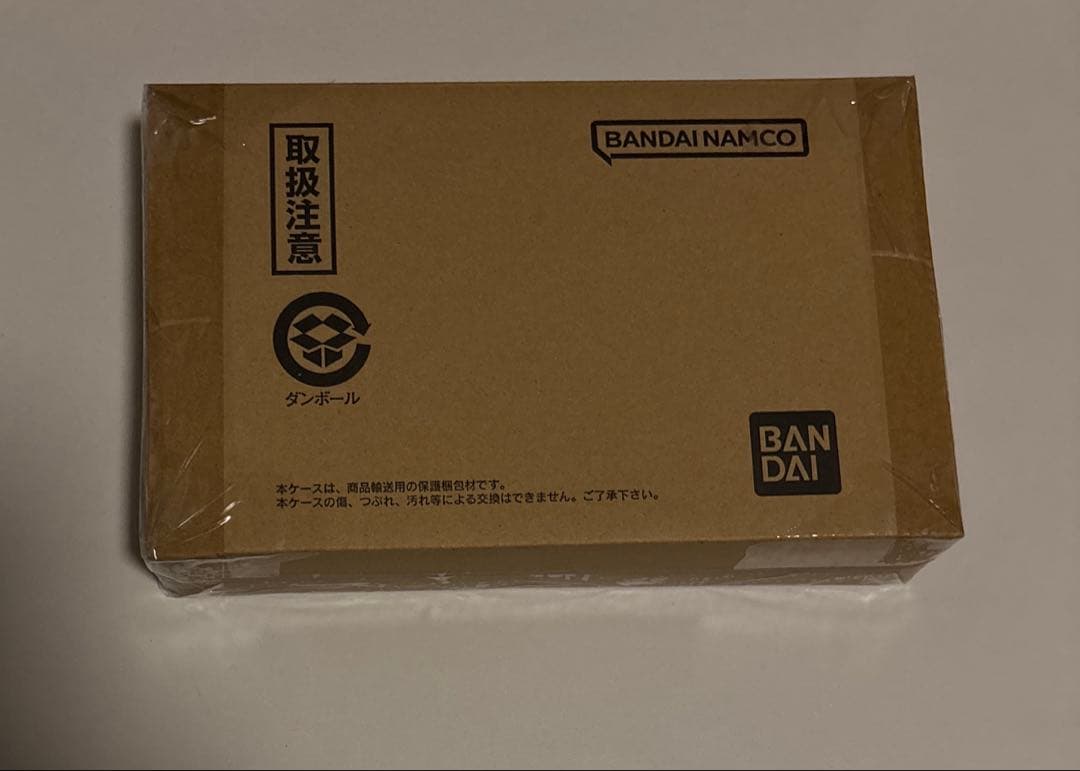 取扱注意
BANDAI NAMCO
ダンボール
BAN
DAI
本ケースは、商品輸送用の保護梱包材です。
本ケースの傷、つぶれ、汚れ等による交換はできません。ご了承下さい。